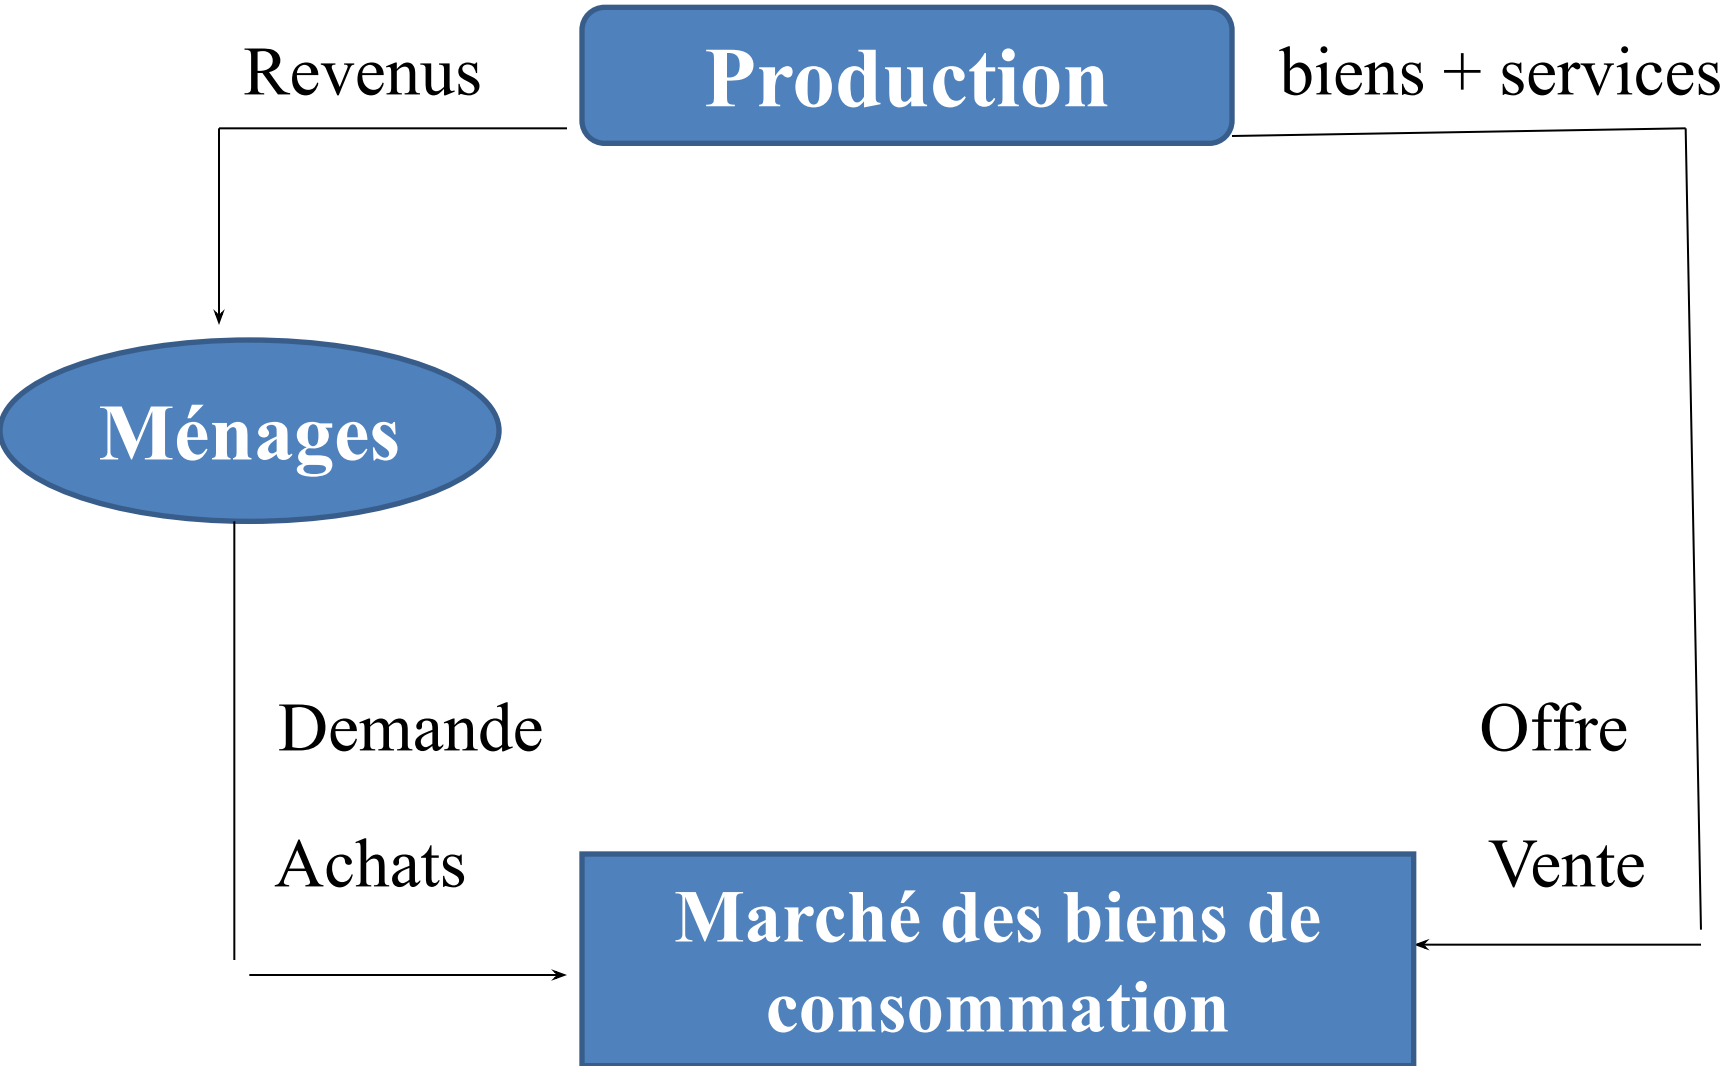 Revenus
Production
biens + services
Ménages
Demande
Offre
Achats
Vente
Marché des biens de
consommation